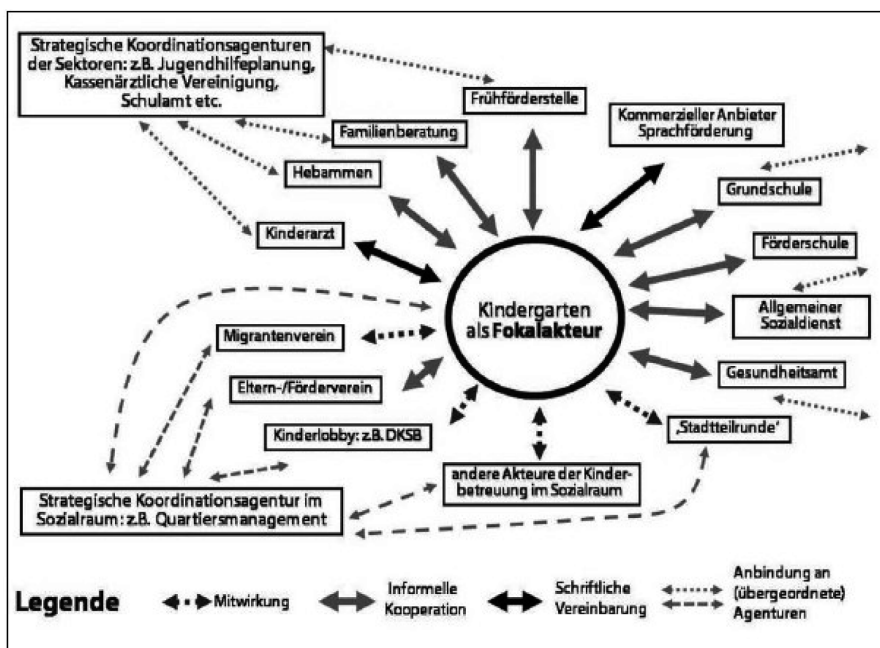 Strategische Koordinationsagenturen
der Sektoren: z.B. Jugendhilfeplanung,
Kassenärztliche Vereinigung,
Schulamt etc.
Frühförderstelle
Kommerzieller Anbieter
Sprachförderung
Familienberatung
Hebammen
Grundschule
Kinderarzt
Förderschule
Kindergarten
als Fokalakteur
Allgemeiner
Sozialdienst
Migrantenverein
Eltern-/Förderverein
Gesundheitsamt
Kinderlobby: z.B. DKSB
‚Stadtteilrunde‘
andere Akteure der Kinder-
betreuung im Sozialraum
Strategische Koordinationsagentur im
Sozialraum: z.B. Quartiersmanagement
Legende
Mitwirkung
Informelle
Kooperation
Schriftliche
Vereinbarung
Anbindung an
(übergeordnete)
Agenturen